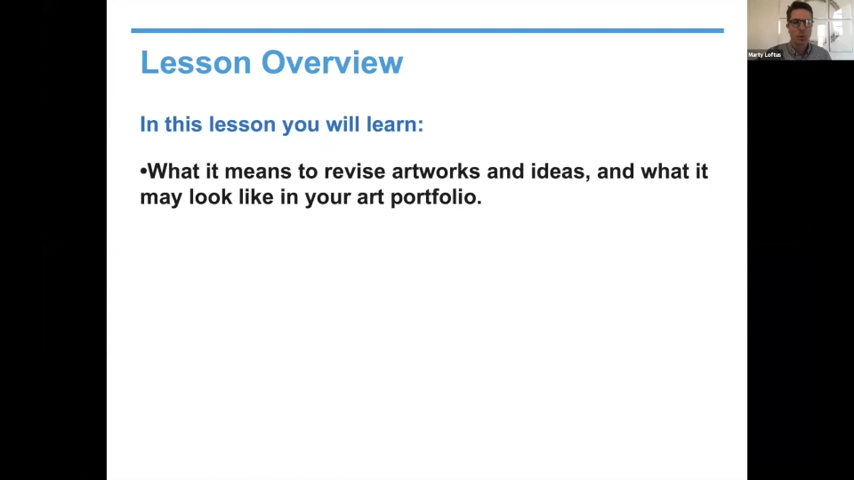 Lesson Overview
In this lesson you will learn:
•What it means to revise artworks and ideas, and what it
may look like in your art portfolio.
Marty Loftus